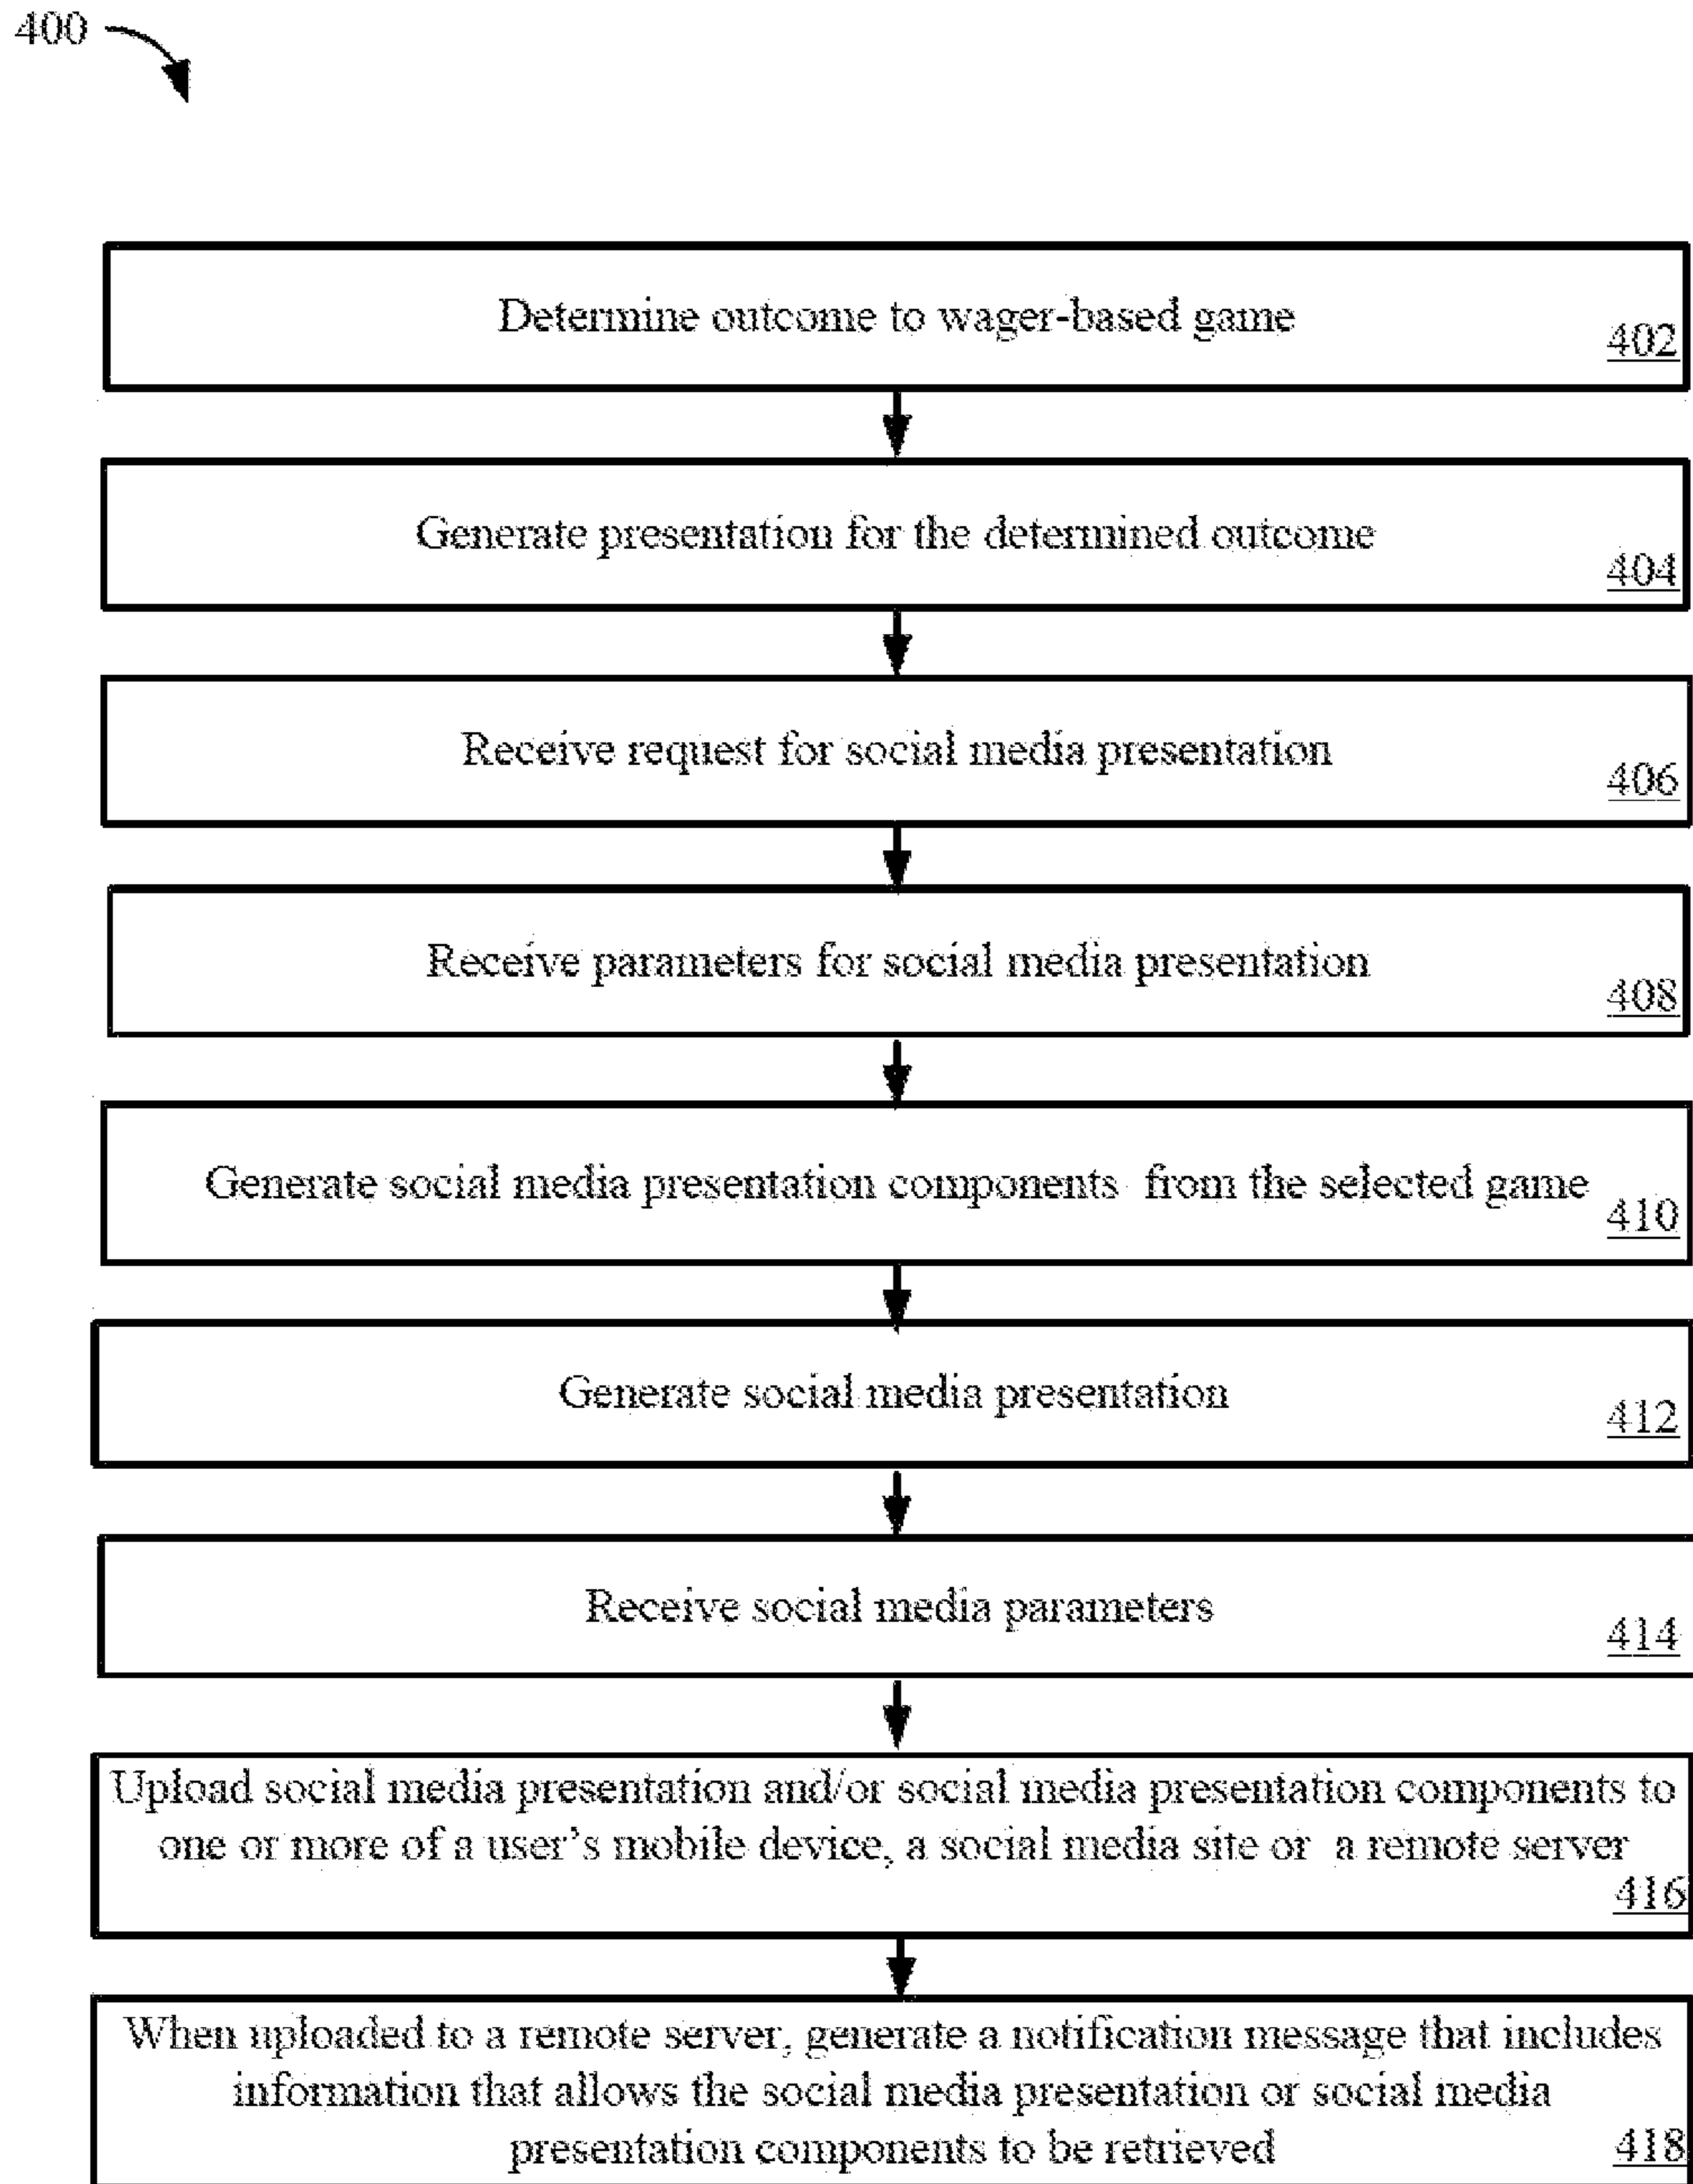 400
Determine outcome to wager-based game
402
Generate presentation for the determined outcome
404
Receive request for social media presentation
406
Receive parameters for social media presentation
408
Generate social media presentation components from the selected game
410
Generate social media presentation
412
Receive social media parameters
414
Upload social media presentation and/or social media presentation components to
one or more of a user's mobile device, a social media site or a remote server
416
When uploaded to a remote server, generate a notification message that includes
information that allows the social media presentation or social media
presentation components to be retrieved
418